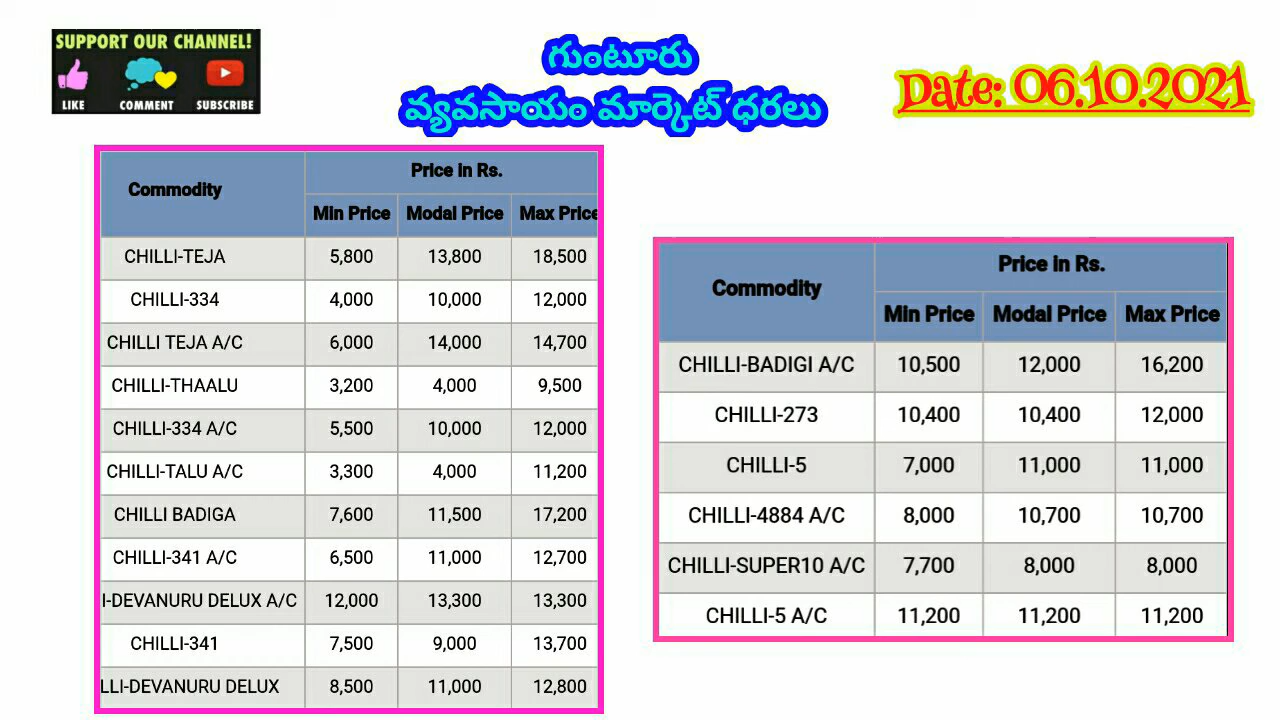 SUPPORT OUR CHANNEL!
LIKE COMMENT SUBSCRIBE
గుంటూరు
వ్యవసాయం మార్కెట్ ధరలు
Date: 06.10.2021
Commodity Price in Rs.
Min Price Modal Price Max Price
CHILLI-TEJA 5,800 13,800 18,500
CHILLI-334 4,000 10,000 12,000
CHILLI TEJA A/C 6,000 14,000 14,700
CHILLI-THAALU 3,200 4,000 9,500
CHILLI-334 A/C 5,500 10,000 12,000
CHILLI-TALU A/C 3,300 4,000 11,200
CHILLI BADIGA 7,600 11,500 17,200
CHILLI-341 A/C 6,500 11,000 12,700
I-DEVANURU DELUX A/C 12,000 13,300 13,300
CHILLI-341 7,500 9,000 13,700
LLI-DEVANURU DELUX 8,500 11,000 12,800
Commodity Price in Rs.
Min Price Modal Price Max Price
CHILLI-BADIGI A/C 10,500 12,000 16,200
CHILLI-273 10,400 10,400 12,000
CHILLI-5 7,000 11,000 11,000
CHILLI-4884 A/C 8,000 10,700 10,700
CHILLI-SUPER10 A/C 7,700 8,000 8,000
CHILLI-5 A/C 11,200 11,200 11,200